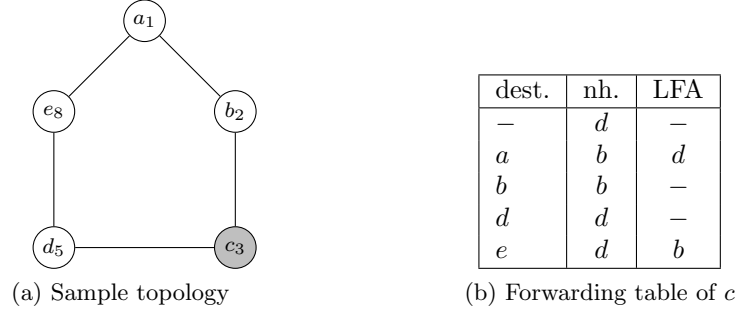 a₁
e₈
b₂
d₅
c₃
(a) Sample topology
dest. nh. LFA
– d –
a b d
b b –
d d –
e d b
(b) Forwarding table of c